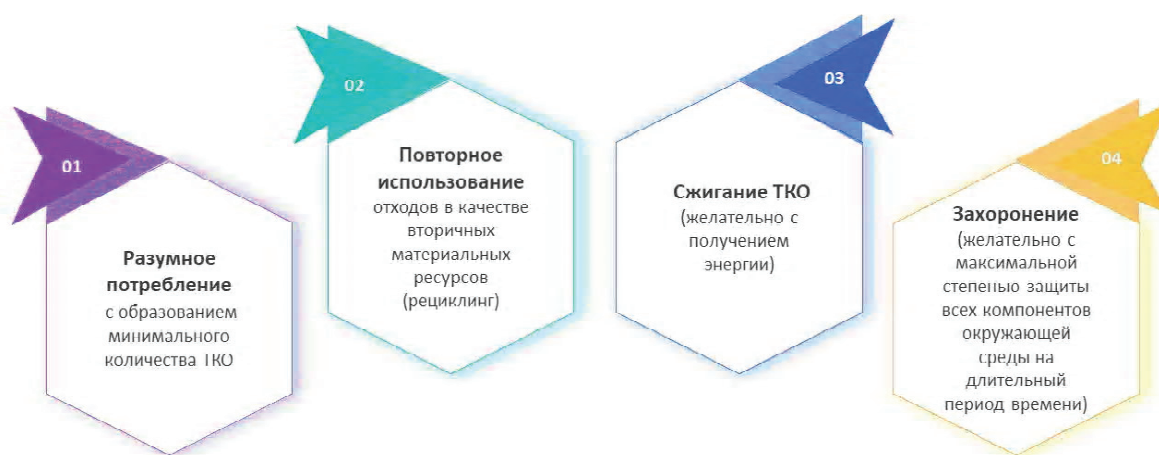 01
Разумное
потребление
с образованием
минимального
количества ТКО
02
Повторное
использование
отходов в качестве
вторичных
материальных
ресурсов
(рециклинг)
03
Сжигание ТКО
(желательно с
получением
энергии)
04
Захоронение
(желательно с
максимальной
степенью защиты
всех компонентов
окружающей
среды на
длительный
период времени)